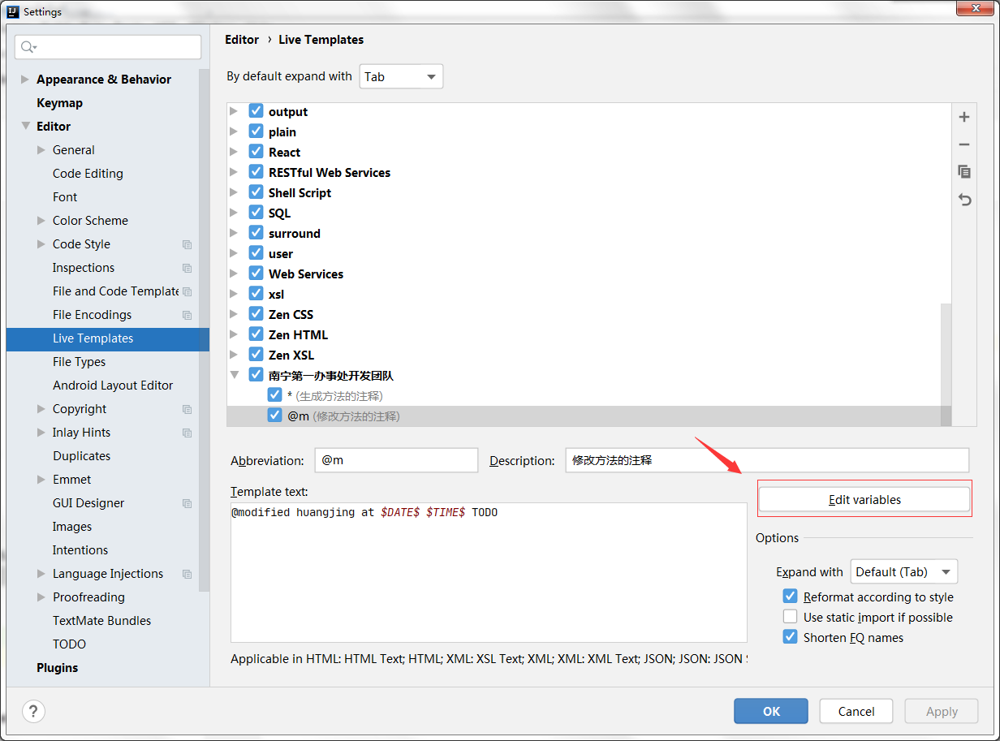 Settings
Editor › Live Templates
By default expand with Tab
Appearance & Behavior
Keymap
Editor
General
Code Editing
Font
Color Scheme
Code Style
Inspections
File and Code Template
File Encodings
Live Templates
File Types
Android Layout Editor
Copyright
Inlay Hints
Duplicates
Emmet
GUI Designer
Images
Intentions
Language Injections
Proofreading
TextMate Bundles
TODO
Plugins
output
plain
React
RESTful Web Services
Shell Script
SQL
surround
user
Web Services
xsl
Zen CSS
Zen HTML
Zen XSL
南宁第一办事处开发团队
* (生成方法的注释)
@m (修改方法的注释)
Abbreviation: @m Description: 修改方法的注释
Template text:
@modified huangjing at $DATE$ $TIME$ TODO
Edit variables
Options
Expand with Default (Tab)
Reformat according to style
Use static import if possible
Shorten FQ names
Applicable in HTML: HTML Text; HTML; XML: XSL Text; XML; XML: XML Text; JSON; JSON: JSON
? OK Cancel Apply